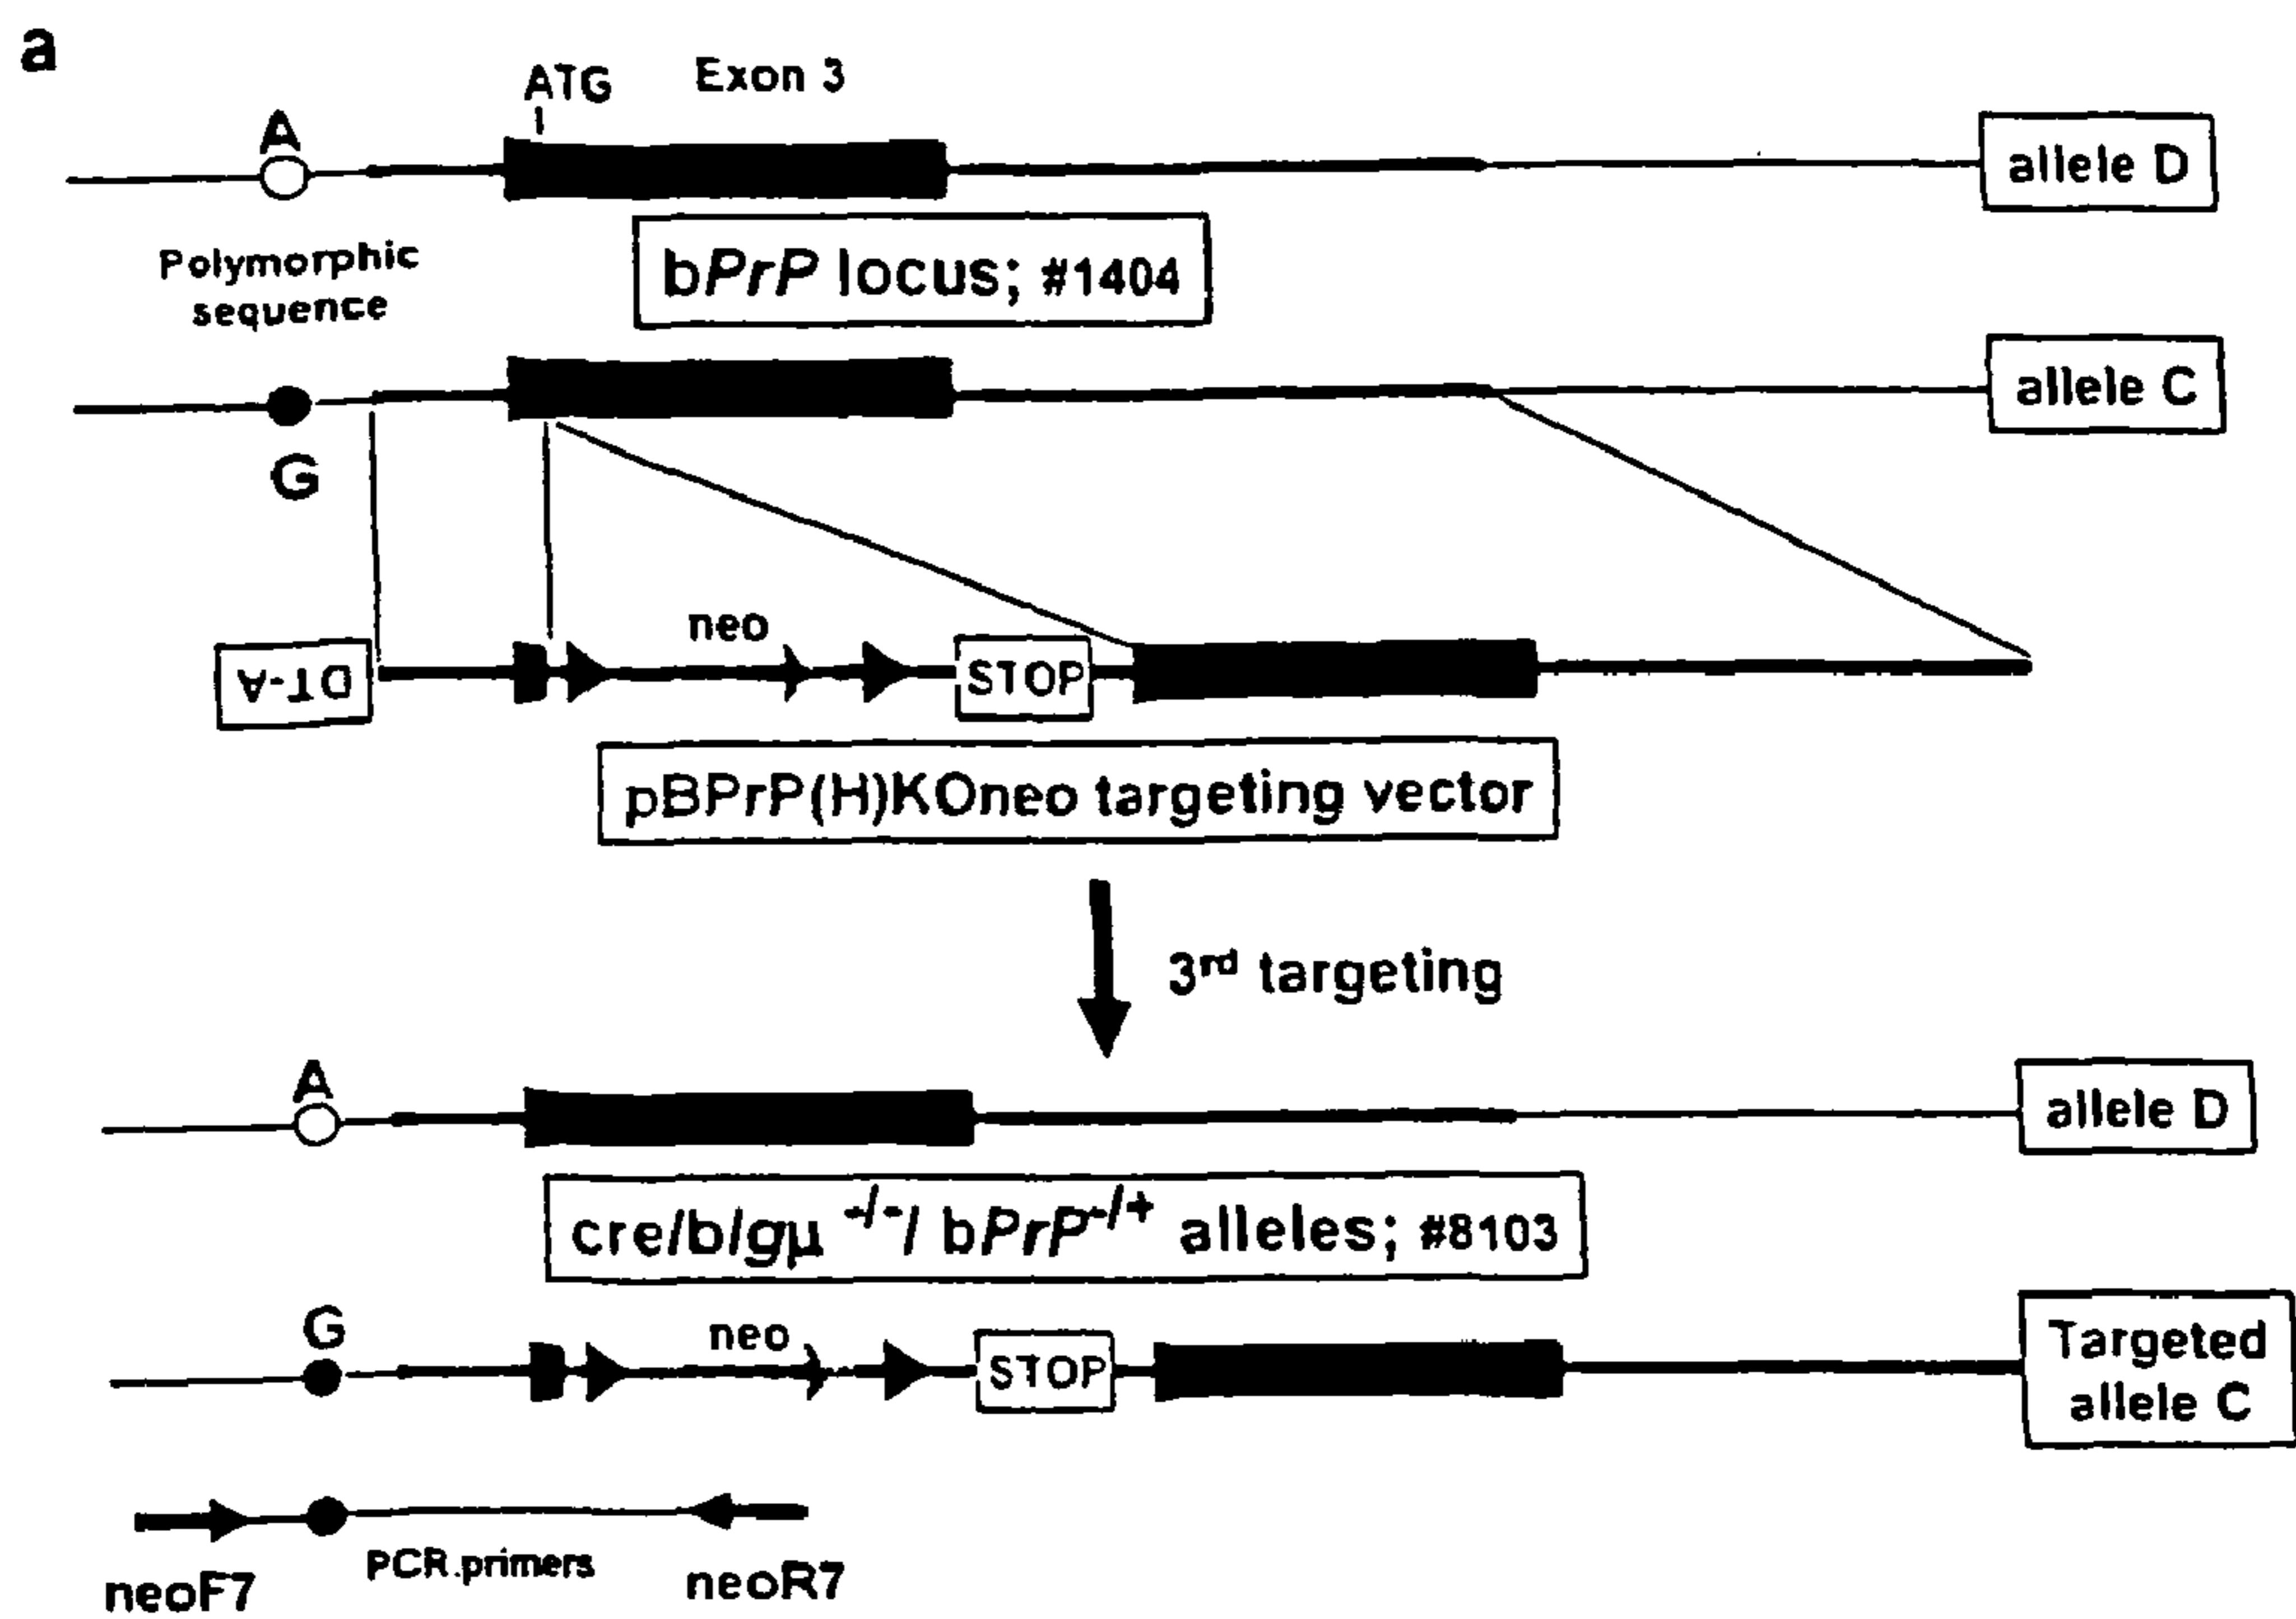 a
ATG
Exon 3
A
allele D
Polymorphic
sequence
bPrP locus; #1404
allele C
G
neo
DT-A
STOP
pBPrP(H)KOneo targeting vector
3rd targeting
A
allele D
cre/b/gμ -/-/ bPrP-/+ alleles; #8103
G
neo
STOP
Targeted
allele C
PCR.primers
neoF7
neoR7